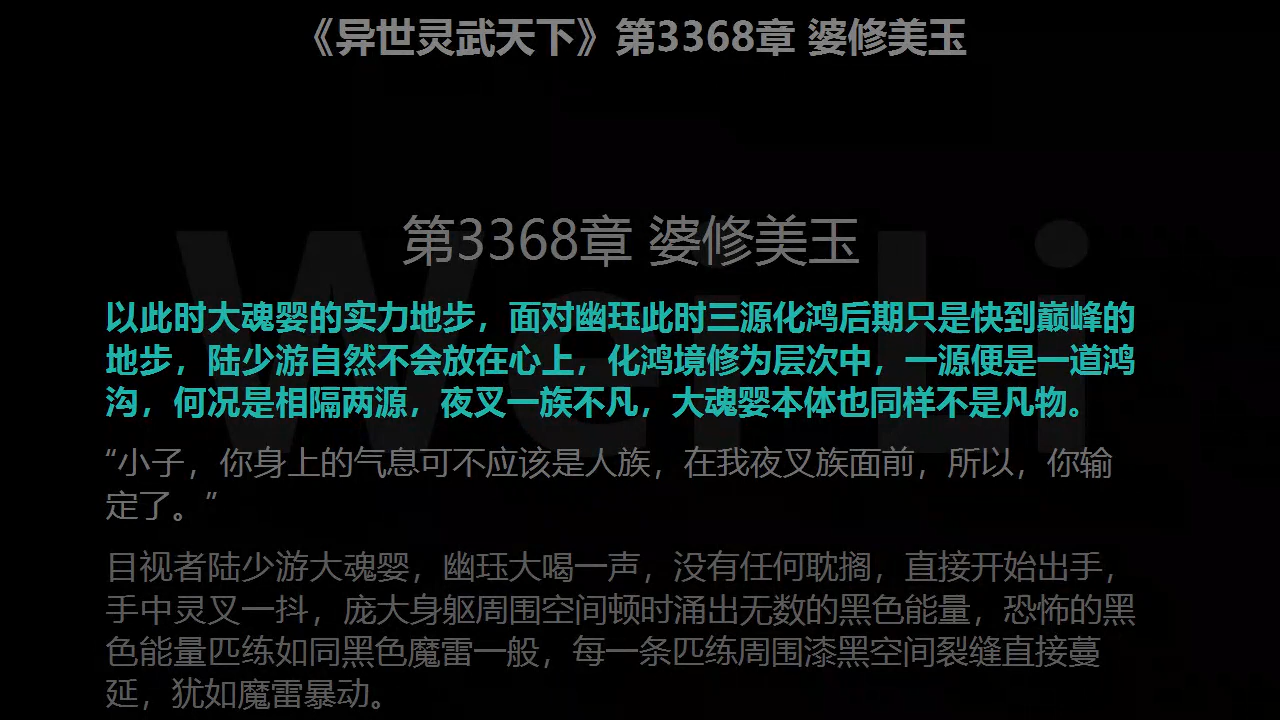 《异世灵武天下》第3368章 婆修美玉
Wei Li
第3368章 婆修美玉
以此时大魂婴的实力地步，面对幽珏此时三源化鸿后期只是快到巅峰的
地步，陆少游自然不会放在心上，化鸿境修为层次中，一源便是一道鸿
沟，何况是相隔两源，夜叉一族不凡，大魂婴本体也同样不是凡物。
“小子，你身上的气息可不应该是人族，在我夜叉族面前，所以，你输
定了。”
目视者陆少游大魂婴，幽珏大喝一声，没有任何耽搁，直接开始出手，
手中灵叉一抖，庞大身躯周围空间顿时涌出无数的黑色能量，恐怖的黑
色能量匹练如同黑色魔雷一般，每一条匹练周围漆黑空间裂缝直接蔓
延，犹如魔雷暴动。